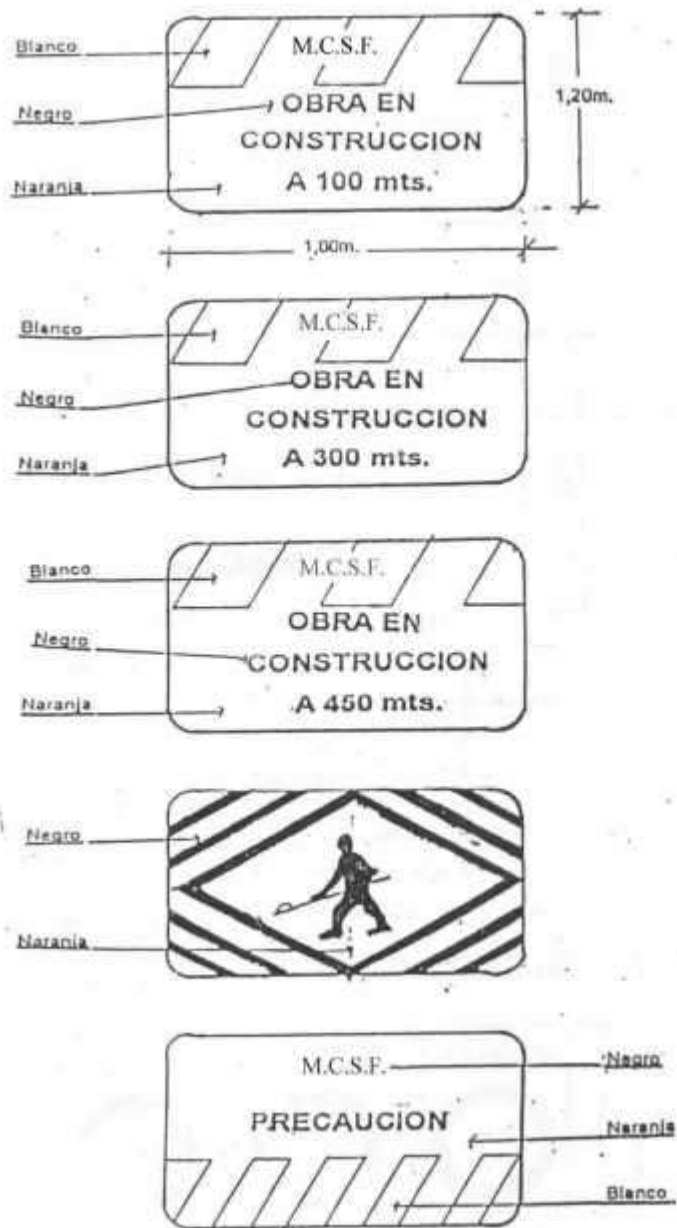 Blanco
M.C.S.F.
Negro
OBRA EN
CONSTRUCCION
1,20m.
Naranja
A 100 mts.
1,00m.
Blanco
M.C.S.F.
Negro
OBRA EN
CONSTRUCCION
Naranja
A 300 mts.
Blanco
M.C.S.F.
Negro
OBRA EN
CONSTRUCCION
Naranja
A 450 mts.
Negro
Naranja
M.C.S.F.
Negro
PRECAUCION
Naranja
Blanco